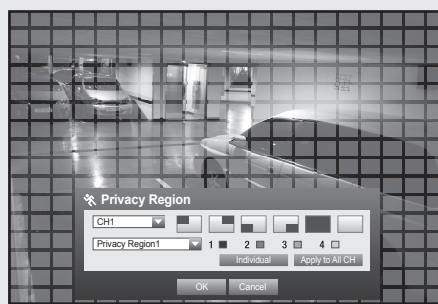 Privacy Region
CH1
Privacy Region1 1 2 3 4
Individual Apply to All CH
OK Cancel